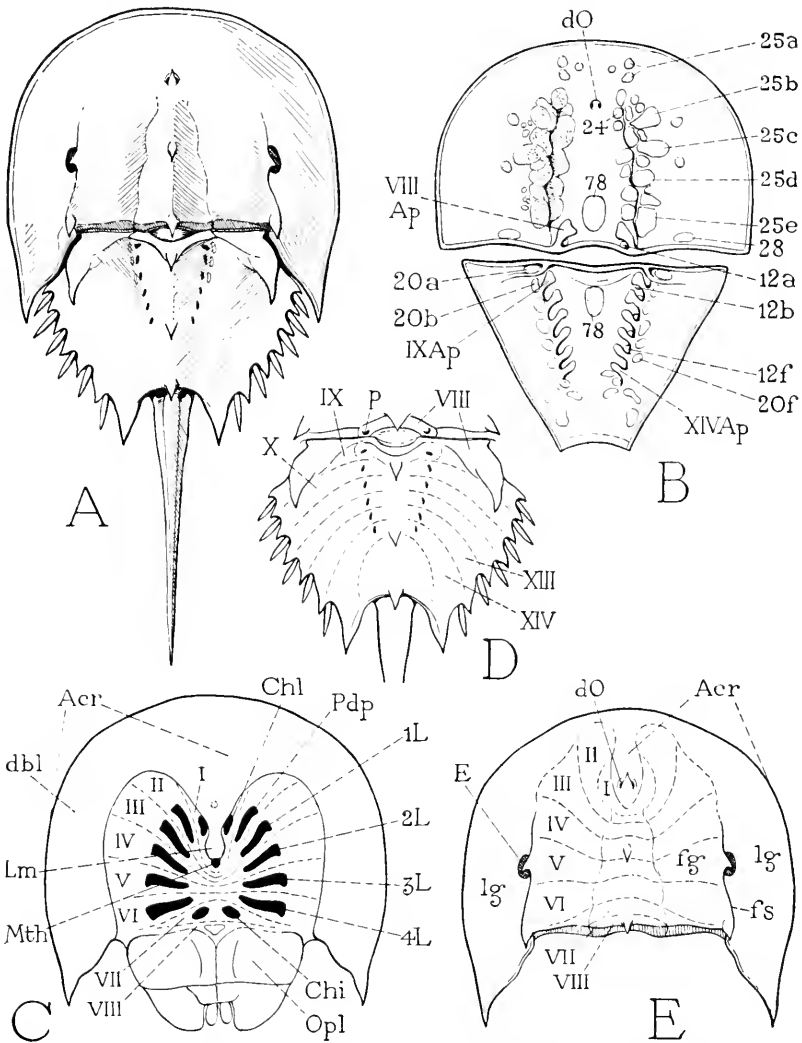 A
dO
25a
25b
24
25c
78
25d
VIII
Ap
25e
28
12a
20a
12b
20b
78
IXAp
12f
20f
XIVAp
B
IX
P
VIII
X
XIII
XIV
D
Acr
Chl
Pdp
1L
dbl
I
II
III
IV
2L
Lm
V
3L
VI
Mth
4L
VII
VIII
Chi
Opl
C
dO
Acr
E
II
I
III
IV
V
fg
lg
lg
VI
fs
VII
VIII
E